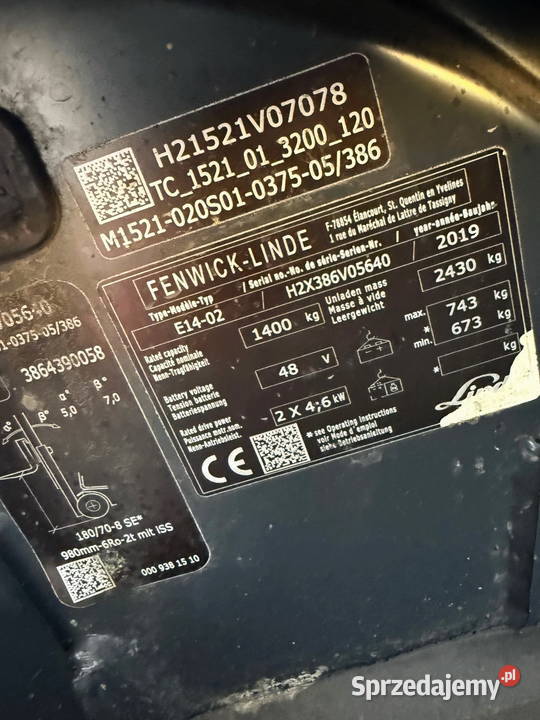 H21521V07078
TC_1521_01_3200_120
M1521-020S01-0375-05/386
FENWICK-LINDE
F-78854 Élancourt, St. Quentin en Yvelines
1 rue du Maréchal de Lattre de Tassigny
Type-Modèle-Typ / Serial no.-No. de série-Serien-Nr. / year-année-Baujahr
E14-02 H2X386V05640 2019
Rated capacity
Capacité nominale
Nenn-Tragfähigkeit
1400 kg
Unladen mass
Masse à vide
Leergewicht
2430 kg
Battery voltage
Tension batterie
Batteriespannung
48 V
max. 743 kg
*
min. 673 kg
Rated drive power
Puissance motr.nom.
Nenn-Antriebsleist.
2 X 4,6 kW
* kg
* see Operating instructions
voir Mode d'emploi
siehe Betriebsanleitung
CE
V05640
-0375-05/386
3864390058
α° β°
5,0 7,0
α° β°
180/70-8 SE*
980mm-6Ro-2t mit ISS
000 938 15 10
Sprzedajemy.pl